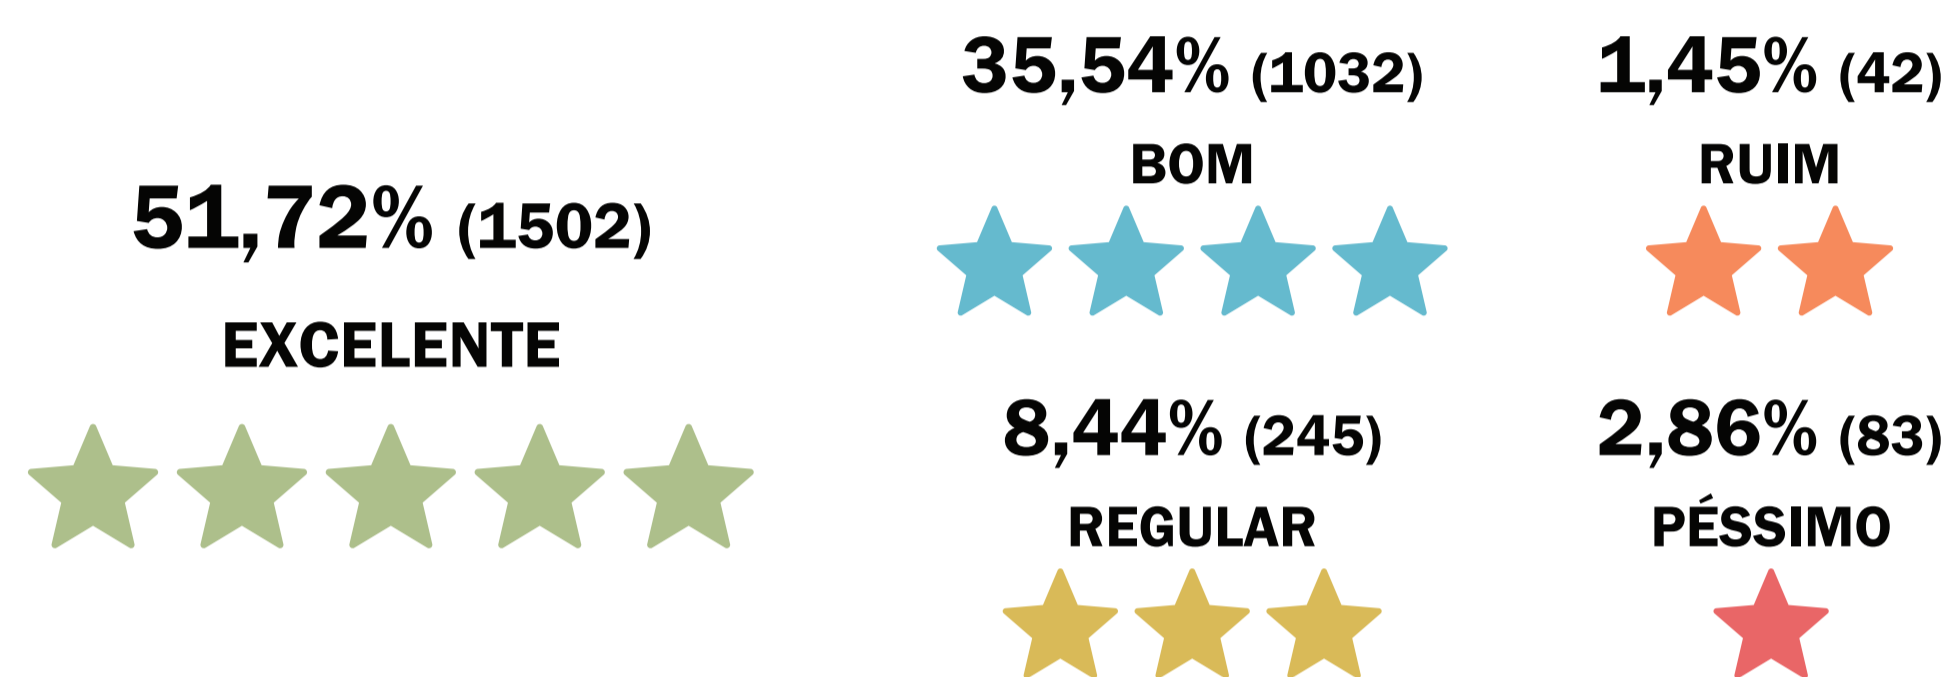 51,72% (1502)
EXCELENTE
35,54% (1032)
BOM
1,45% (42)
RUIM
8,44% (245)
REGULAR
2,86% (83)
PÉSSIMO